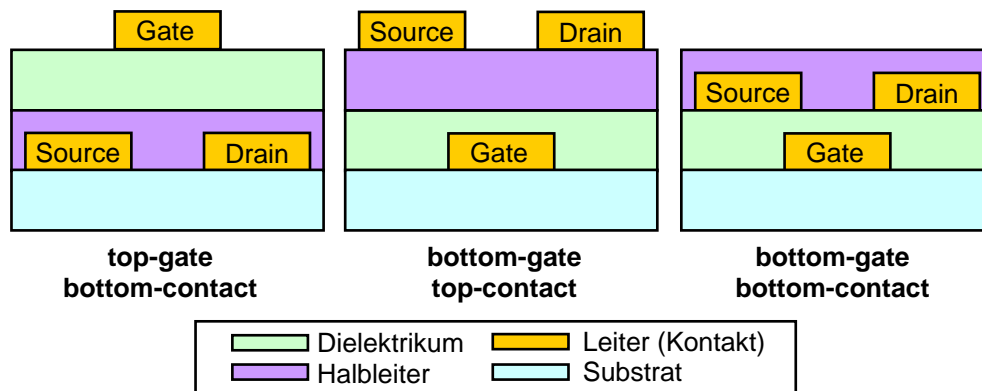 Gate
Source Drain
top-gate
bottom-contact
Source Drain
Gate
bottom-gate
top-contact
Source Drain
Gate
bottom-gate
bottom-contact
Dielektrikum Leiter (Kontakt)
Halbleiter Substrat